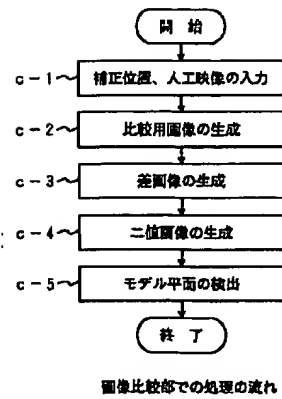 開 始
c-1 補正位置、人工映像の入力
c-2 比較用画像の生成
c-3 差画像の生成
c-4 二値画像の生成
c-5 モデル平面の検出
終 了
画像比較部での処理の流れ